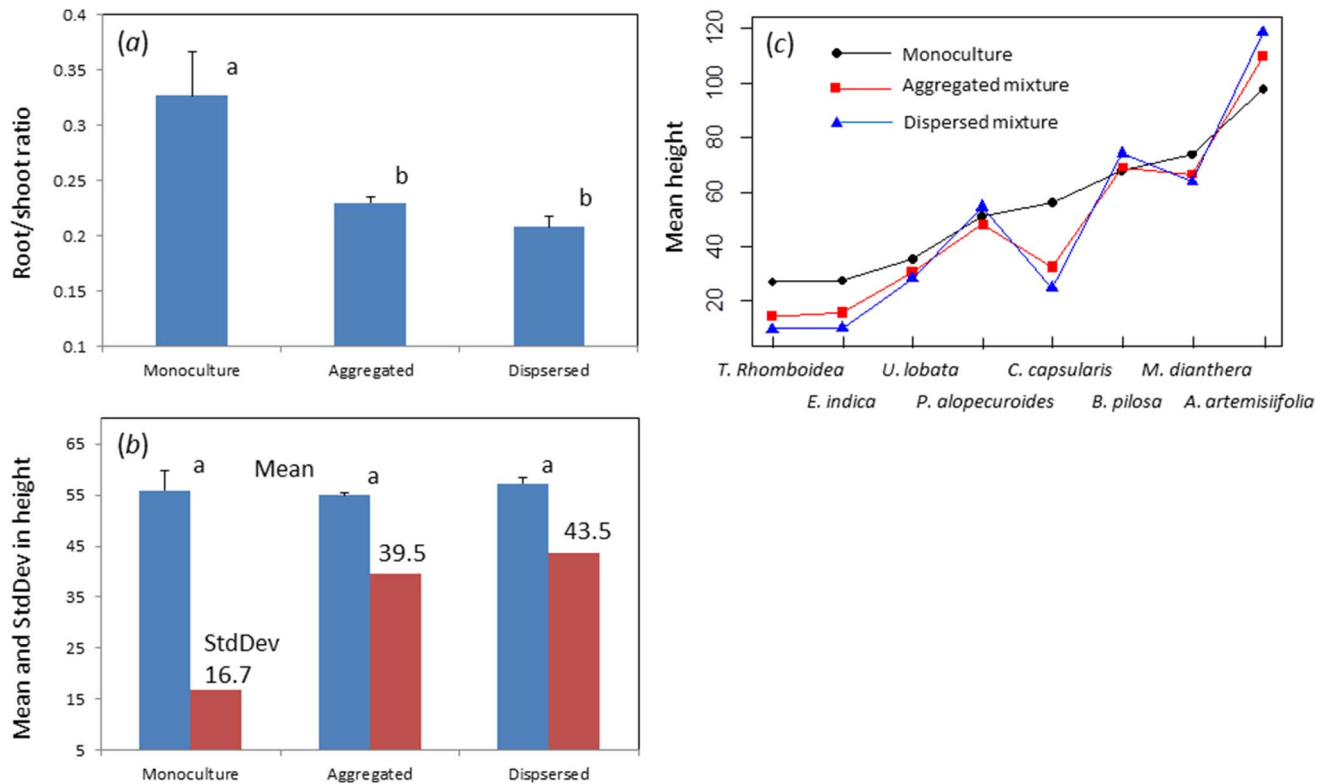 (a)
Root/shoot ratio
0.4
0.35
0.3
0.25
0.2
0.15
0.1
a
b
b
Monoculture
Aggregated
Dispsersed
(b)
Mean and StdDev in height
65
55
45
35
25
15
5
a
Mean
a
a
StdDev
16.7
39.5
43.5
Monoculture
Aggregated
Dispsersed
(c)
Mean height
120
100
80
60
40
20
Monoculture
Aggregated mixture
Dispersed mixture
T. Rhomboidea
U. lobata
C. capsularis
M. dianthera
E. indica
P. alopecuroides
B. pilosa
A. artemisiifolia